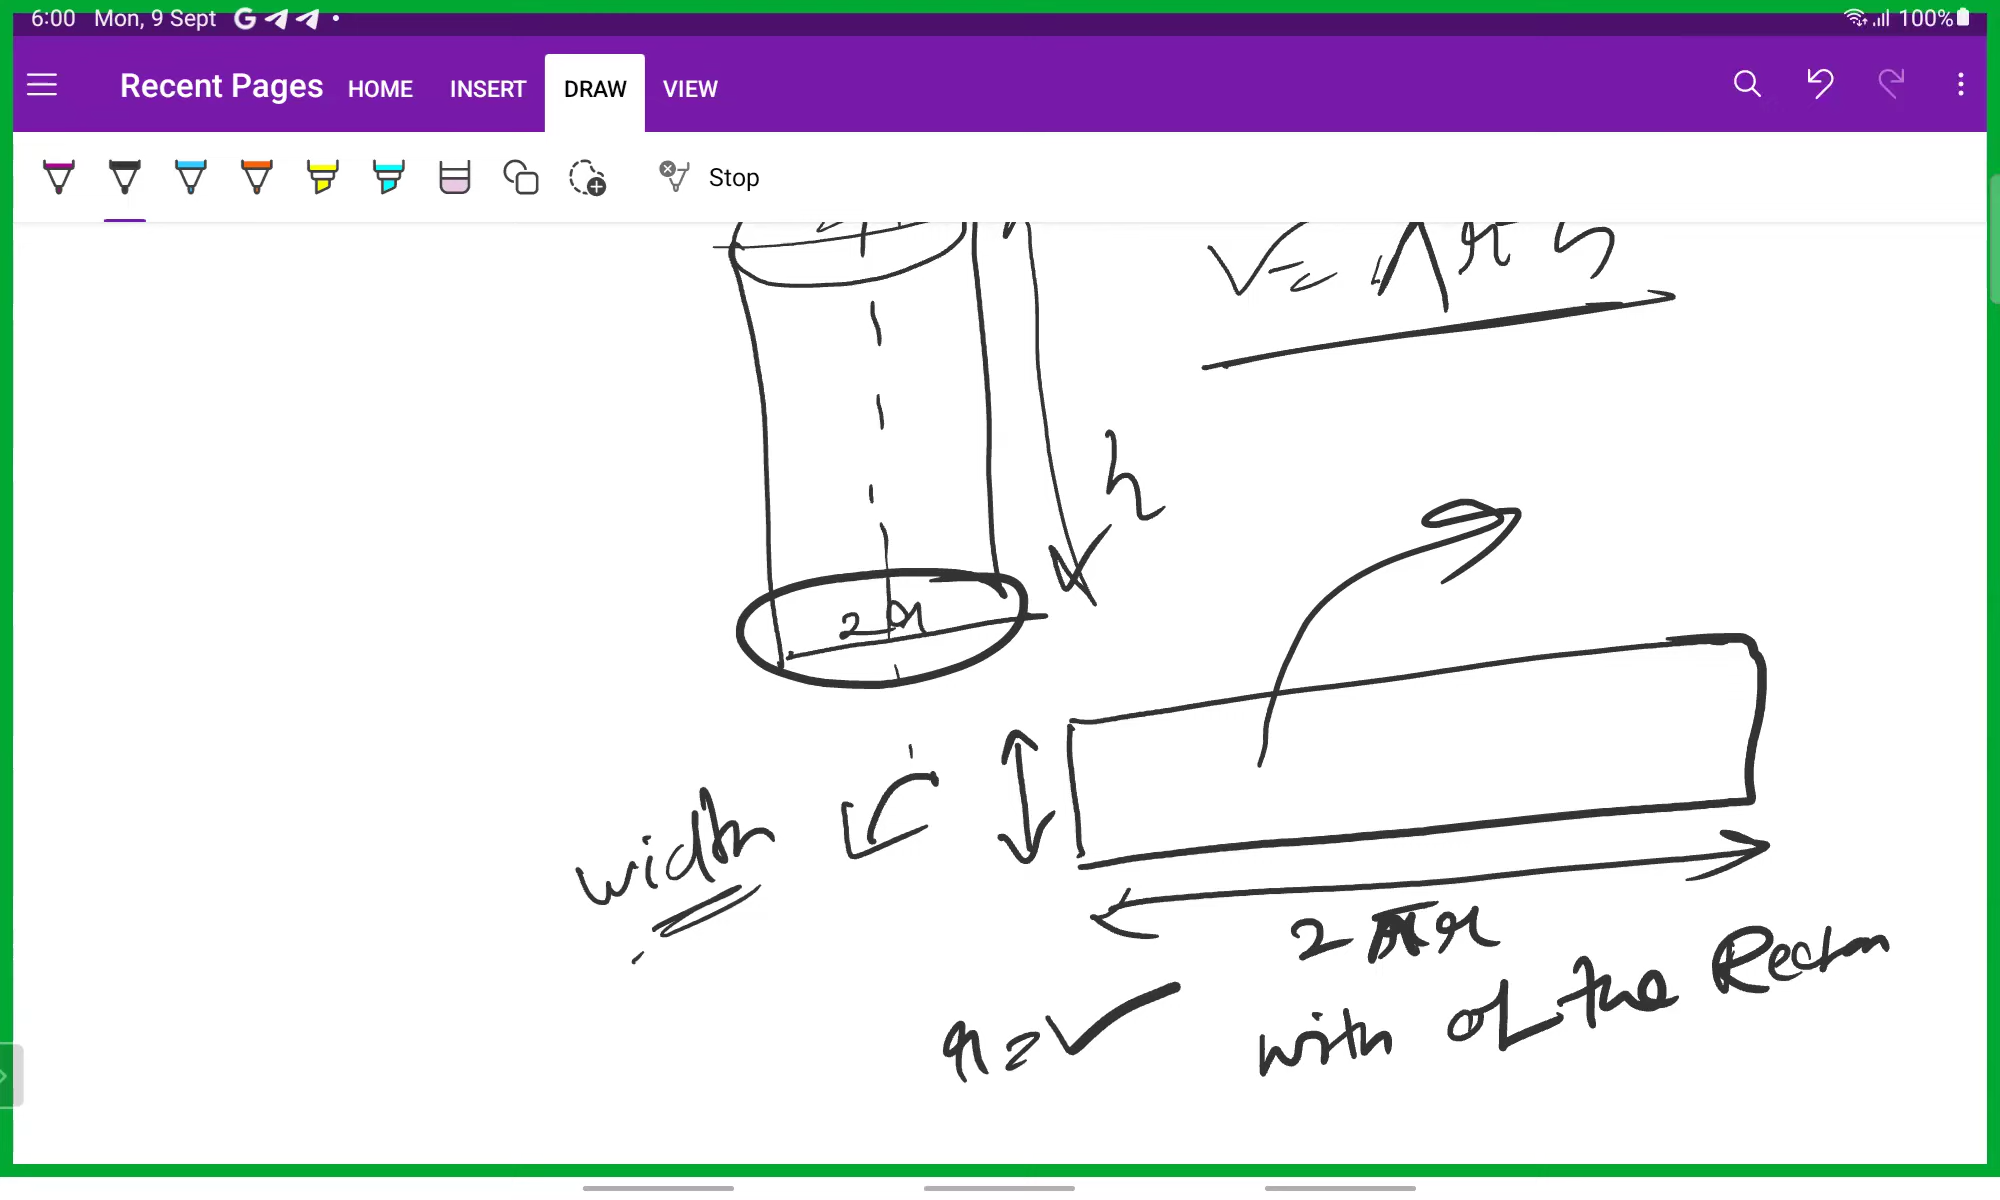 6:00 Mon, 9 Sept G 100%
Recent Pages HOME INSERT DRAW VIEW
Stop
V = π r h
h
2r
width
2πr
r =
with of the Rectan